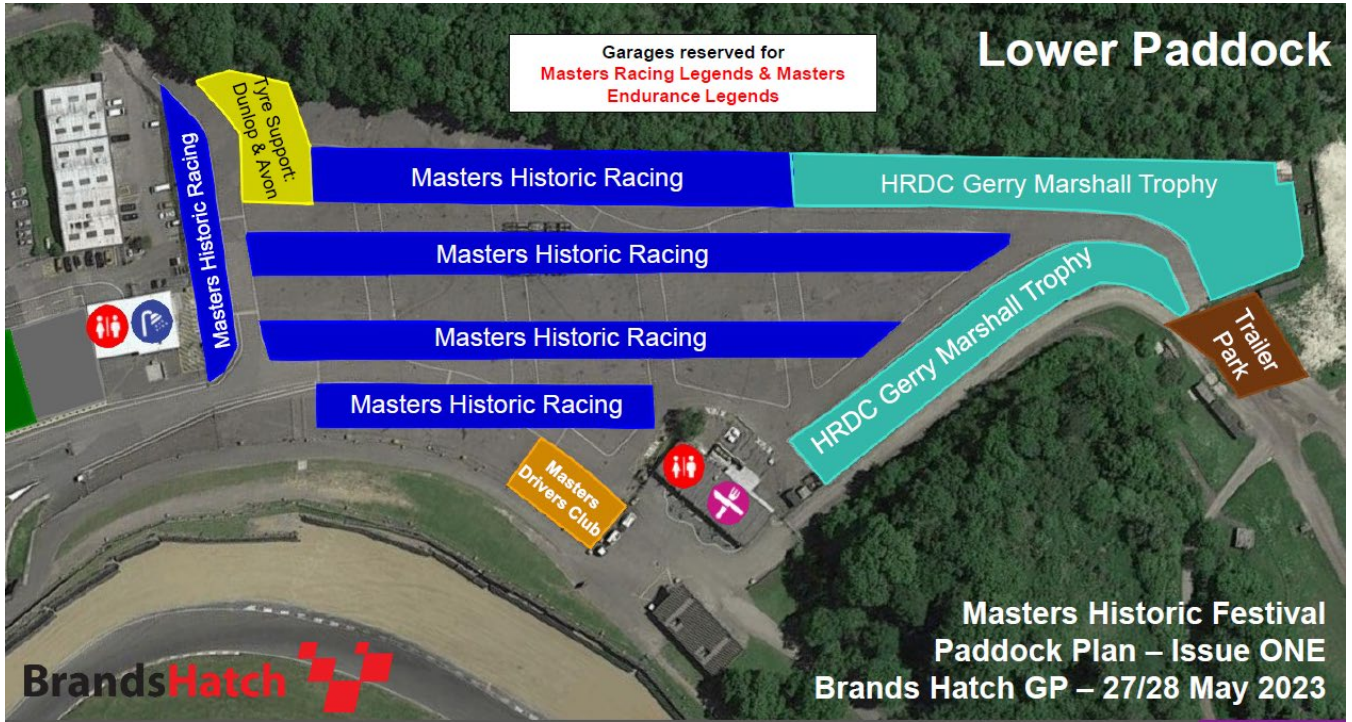 Garages reserved for
Masters Racing Legends & Masters
Endurance Legends
Lower Paddock
Tyre Support:
Dunlop & Avon
Masters Historic Racing
Masters Historic Racing
HRDC Gerry Marshall Trophy
Masters Historic Racing
HRDC Gerry Marshall Trophy
Masters Historic Racing
Trailer
Park
Masters Historic Racing
Masters
Drivers Club
Masters Historic Festival
Paddock Plan – Issue ONE
Brands Hatch GP – 27/28 May 2023
BrandsHatch